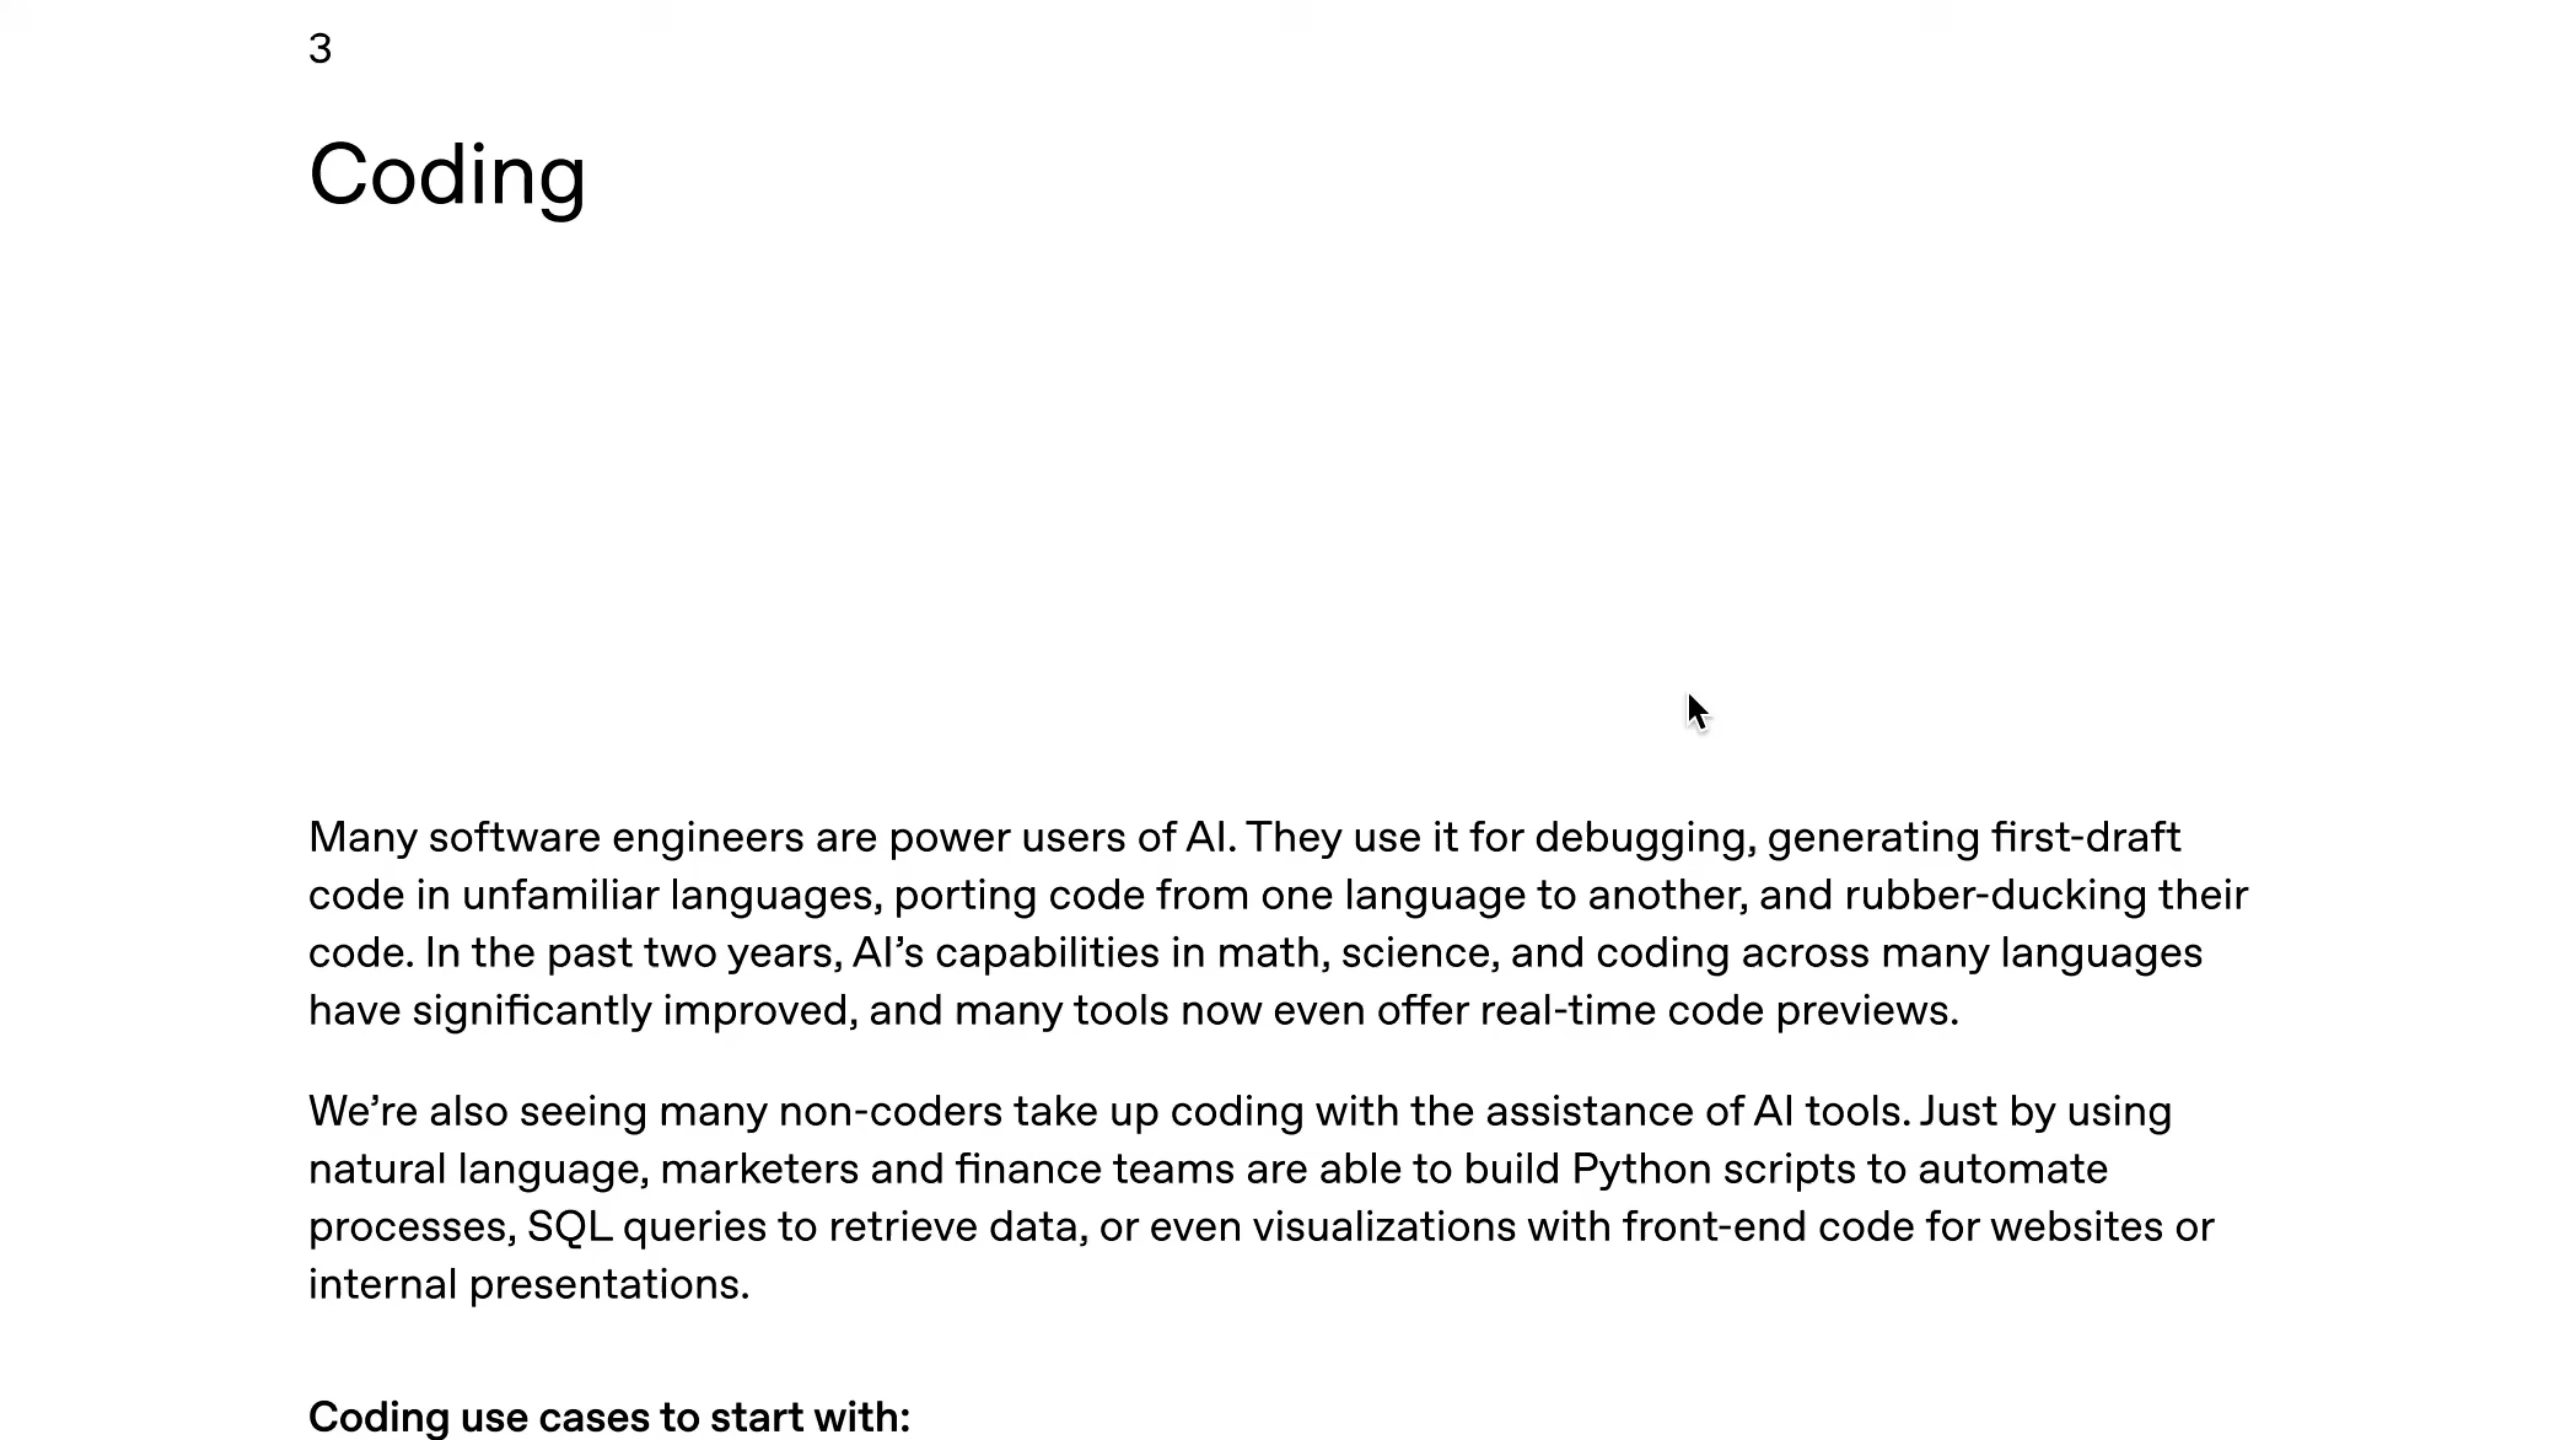 3
Coding
Many software engineers are power users of AI. They use it for debugging, generating first-draft
code in unfamiliar languages, porting code from one language to another, and rubber-ducking their
code. In the past two years, AI’s capabilities in math, science, and coding across many languages
have significantly improved, and many tools now even offer real-time code previews.
We’re also seeing many non-coders take up coding with the assistance of AI tools. Just by using
natural language, marketers and finance teams are able to build Python scripts to automate
processes, SQL queries to retrieve data, or even visualizations with front-end code for websites or
internal presentations.
Coding use cases to start with: